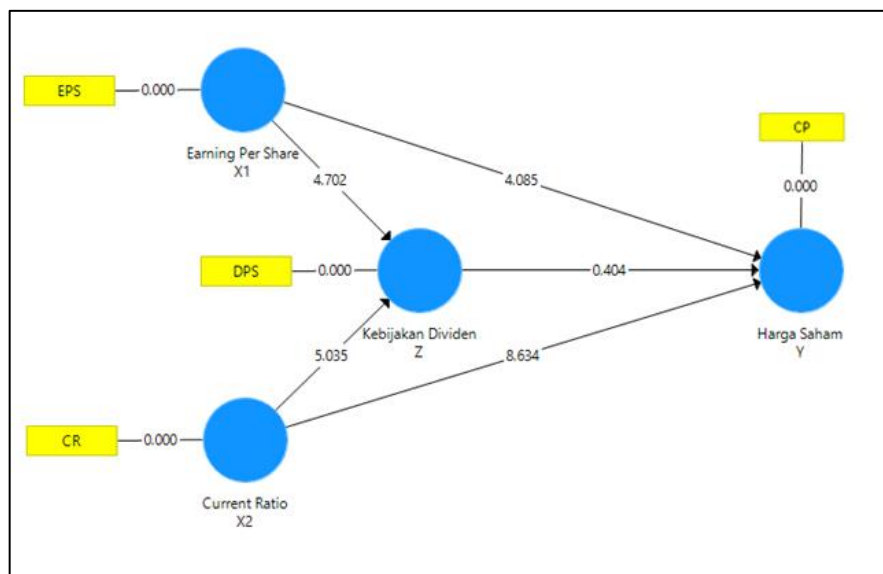 EPS
0.000
Earning Per Share
X1
CP
0.000
4.702
4.085
DPS
0.000
0.404
Kebijakan Dividen
Z
Harga Saham
Y
5.035
8.634
CR
0.000
Current Ratio
X2